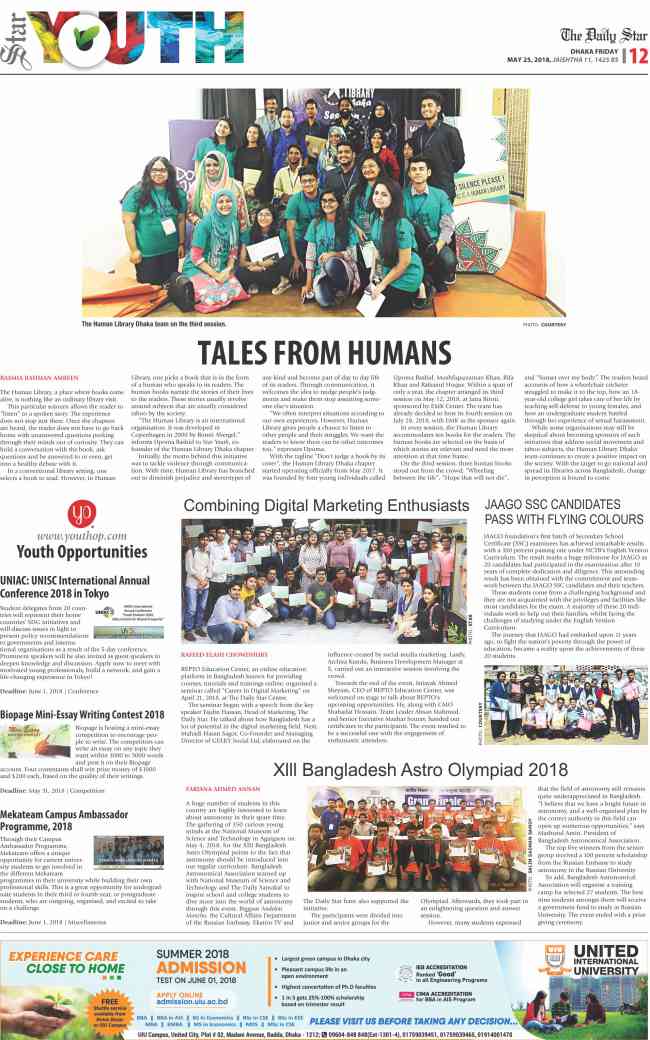 Star
YOUTH
The Daily Star
DHAKA FRIDAY
MAY 25, 2018, JAISHTHA 11, 1425 BS
12
LIBRARY
SILENCE PLEASE !
HUMAN LIBRARY
The Human Library Dhaka team on the third session.
PHOTO: COURTESY
TALES FROM HUMANS
RASHA RAHMAN AMREEN
The Human Library, a place where books come
alive, is nothing like an ordinary library visit.
This particular library allows the reader to
"listen" to a spoken story. The experience
does not stop just there. Once the chapters
are heard, the reader does not have to go back
home with unanswered questions peeking
through their minds out of curiosity. They can
hold a conversation with the book, ask
questions and be answered to or even, get
into a healthy debate with it.
In a conventional library setting, one
selects a book to read. However, in Human
Library, one picks a book that is in the form
of a human who speaks to its readers. The
human books narrate the stories of their lives
to the readers. Those stories usually revolve
around subjects that are usually considered
taboo by the society.
"The Human Library is an international
organisation. It was developed in
Copenhagen in 2000 by Ronni Abergel,"
informs Upoma Rashid to Star Youth, co-
founder of the Human Library Dhaka chapter.
Initially, the motto behind this initiative
was to tackle violence through communica-
tion. With time, Human Library has branched
out to diminish prejudice and stereotypes of
any kind and become part of day to day life
of its readers. Through communication, it
welcomes the idea to nudge people's judg-
ments and make them stop assuming some-
one else's situation.
"We often interpret situations according to
our own experiences. However, Human
Library gives people a chance to listen to
other people and their struggles. We want the
readers to know there can be other outcomes
too," expresses Upoma.
With the tagline "Don't judge a book by its
cover", the Human Library Dhaka chapter
started operating officially from May 2017. It
was founded by four young individuals called
Upoma Rashid, Mushfiquzzaman Khan, Rifa
Khan and Rafsanul Hoque. Within a span of
only a year, the chapter arranged its third
session on May 12, 2018, at Jatra Biroti,
sponsored by EMK Center. The team has
already decided to host its fourth session on
July 28, 2018, with EMK as the sponsor again.
In every session, the Human Library
accommodates ten books for the readers. The
human books are selected on the basis of
which stories are relevant and need the most
attention at that time frame.
On the third session, three human books
stood out from the crowd, "Wheeling
between the life", "Hope that will not die",
and "Sunset over my body". The readers heard
accounts of how a wheelchair cricketer
struggled to make it to the top, how an 18-
year-old college girl takes care of her life by
teaching self-defense to young females, and
how an undergraduate student battled
through her experience of sexual harassment.
While some organisations may still be
skeptical about becoming sponsors of such
initiatives that address social movement and
taboo subjects, the Human Library Dhaka
team continues to create a positive impact on
the society. With the target to go national and
spread in libraries across Bangladesh, change
in perception is bound to come.
yo
www.youthop.com
Youth Opportunities
UNIAC: UNISC International Annual
Conference 2018 in Tokyo
Student delegates from 20 coun-
tries will represent their home
countries' SDG initiatives and
will discuss issues in light to
present policy recommendations
to governments and interna-
tional organisations as a result of the 5 day conference.
Prominent speakers will be also invited as guest speakers to
deepen knowledge and discussion. Apply now to meet with
motivated young professionals, build a network, and gain a
life-changing experience in Tokyo!!
Deadline: June 1, 2018 | Conference
Biopage Mini-Essay Writing Contest 2018
Biopage is hosting a mini-essay
competition to encourage peo-
ple to write. The competitors can
write an essay on any topic they
want within 1000 to 5000 words
and post it on their Biopage
account. Four contestants shall win prize money of $1000
and $200 each, based on the quality of their writings.
Deadline: May 31, 2018 | Competition
Mekateam Campus Ambassador
Programme, 2018
Through their Campus
Ambassador Programme,
Mekateam offers a unique
opportunity for current univer-
sity students to get involved in
the different Mekateam
programmes in their university while building their own
professional skills. This is a great opportunity for undergrad-
uate students in their third or fourth year, or postgraduate
students, who are outgoing, organised, and excited to take
on a challenge.
Deadline: June 1, 2018 | Miscellaneous
Combining Digital Marketing Enthusiasts
PHOTO: STAR
RAFEED ELAHI CHOWDHURY
REPTO Education Center, an online education
platform in Bangladesh known for providing
courses, tutorials and trainings online, organised a
seminar called "Career in Digital Marketing" on
April 21, 2018, at The Daily Star Centre.
The seminar began with a speech from the key
speaker Tajdin Hassan, Head of Marketing, The
Daily Star. He talked about how Bangladesh has a
lot of potential in the digital marketing field. Next,
Mahadi Hasan Sagor, Co-Founder and Managing
Director of GEEKY Social Ltd, elaborated on the
influence created by social media marketing. Lastly,
Archisa Kundu, Business Development Manager at
E, carried out an interactive session involving the
crowd.
Towards the end of the event, Ishtiak Ahmed
Sheyam, CEO of REPTO Education Center, was
welcomed on stage to talk about REPTO's
upcoming opportunities. He, along with CMO
Rashadul Hossain, Team Leader Ahsan Mahmud,
and Senior Executive Mashur Source, handed out
certificates to the participants. The event resulted to
be a successful one with the engagement of
enthusiastic attendees.
JAAGO SSC CANDIDATES
PASS WITH FLYING COLOURS
JAAGO foundation's first batch of Secondary School
Certificate (SSC) examinees has achieved remarkable results
with a 100 percent passing rate under NCTB's English Version
Curriculum. The result marks a huge milestone for JAAGO as
20 candidates had participated in the examination after 10
years of complete dedication and diligence. This astounding
result has been obtained with the commitment and team-
work between the JAAGO SSC candidates and their teachers.
These students come from a challenging background and
they are not acquainted with the privileges and facilities like
most candidates for the exam. A majority of these 20 indi-
viduals work to help out their families, whilst facing the
challenges of studying under the English Version
Curriculum.
The journey that JAAGO had embarked upon 11 years
ago, to fight the nation's poverty through the power of
education, became a reality upon the achievements of these
20 students.
PHOTO: COURTESY
XIII Bangladesh Astro Olympiad 2018
FARIANA AHMED ANNAN
A huge number of students in this
country are highly interested to learn
about astronomy in their spare time.
The gathering of 350 curious young
minds at the National Museum of
Science and Technology in Agargaon on
May 4, 2018, for the XIII Bangladesh
Astro Olympiad points to the fact that
astronomy should be introduced into
our regular curriculum. Bangladesh
Astronomical Association teamed up
with National Museum of Science and
Technology and The Daily Samakal to
inspire school and college students to
dive more into the world of astronomy
through this event. Biggyan Andolon
Moncho, the Cultural Affairs Department
of the Russian Embassy, Ekattor TV and
The Daily Star have also supported the
initiative.
The participants were divided into
junior and senior groups for the
Olympiad. Afterwards, they took part in
an enlightening question and answer
session.
However, many students expressed
PHOTO:
that the field of astronomy still remains
quite underappreciated in Bangladesh.
"I believe that we have a bright future in
astronomy, and a well-organised plan by
the correct authority in this field can
open up numerous opportunities," says
Mashurul Amin, President of
Bangladesh Astronomical Association.
The top five winners from the senior
group received a 100 percent scholarship
from the Russian Embassy to study
astronomy in the Russian University.
To add, Bangladesh Astronomical
Association will organise a training
camp for selected 27 students. The best
nine students amongst them will receive
a government fund to study in Russian
University. The event ended with a prize
giving ceremony.
EXPERIENCE CARE
CLOSE TO HOME
FREE
Shuttle service
available from
Notun Bazar
to UIU Campus
SUMMER 2018
ADMISSION
TEST ON JUNE 01, 2018
APPLY ONLINE
admission.uiu.ac.bd
• Largest green campus in Dhaka city
• Pleasant campus life in an
open environment
• Highest concertation of Ph.D faculties
• 1 in 5 gets 25%-100% scholarship
based on trimester result
IEB ACCREDITATION
Ranked 'Good'
in all Engineering Programs
CIMA ACCREDITATION
for BBA in AIS Program
BBA | BBA in AIS | BS in Economics | BSc in CSE | BSc in EEE
MBA | EMBA | MS in Economics | MDS | MSc in CSE
PLEASE VISIT US BEFORE TAKING ANY DECISION...
UIU
UNITED
INTERNATIONAL
UNIVERSITY
UIU Campus, United City, Plot # 02, Madani Avenue, Badda, Dhaka - 1212; 09604-848 848(Ext-1301-4), 01759039451, 01759039465, 01914001470